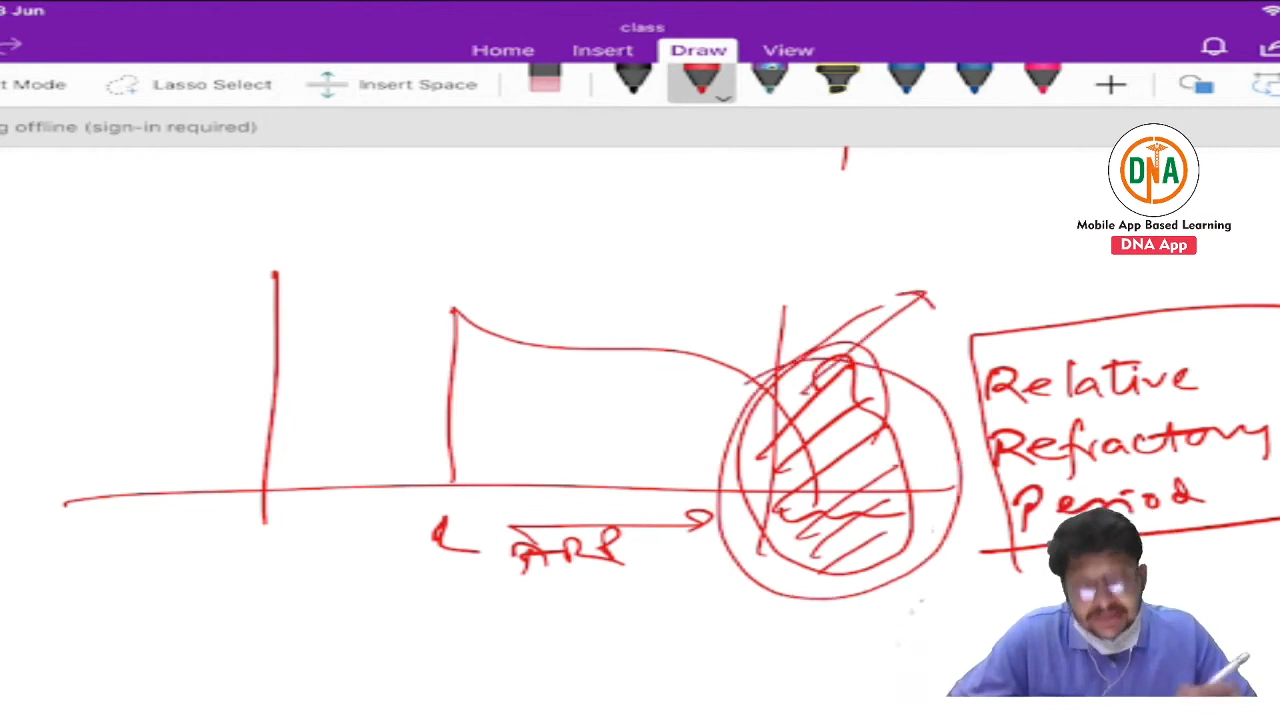 3 Jun
class
Home Insert Draw View
t Mode Lasso Select Insert Space
g offline (sign-in required)
DNA
Mobile App Based Learning
DNA App
Relative
Refractory
Period
ARP